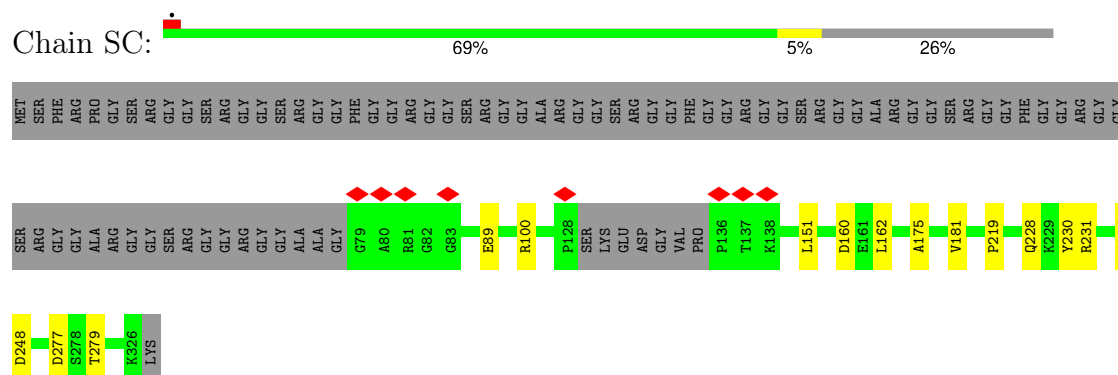 Chain SC:
69% 5% 26%
MET SER PHE ARG PRO GLY SER ARG GLY GLY SER ARG GLY GLY SER ARG GLY GLY PHE GLY GLY ARG GLY GLY SER ARG GLY GLY ALA ARG GLY GLY SER ARG GLY GLY PHE GLY GLY ARG GLY GLY SER ARG GLY GLY ALA ARG GLY GLY SER ARG GLY GLY PHE GLY GLY ARG GLY GLY
SER ARG GLY GLY ALA ARG GLY GLY SER ARG GLY GLY ARG GLY GLY ALA ALA GLY G79 A80 R81 G82 G83 E89 R100 P128 SER LYS GLU ASP GLY VAL PRO P136 T137 K138 L151 D160 E161 L162 A175 V181 P219 Q228 K229 Y230 R231
D248 D277 S278 T279 K326 LYS